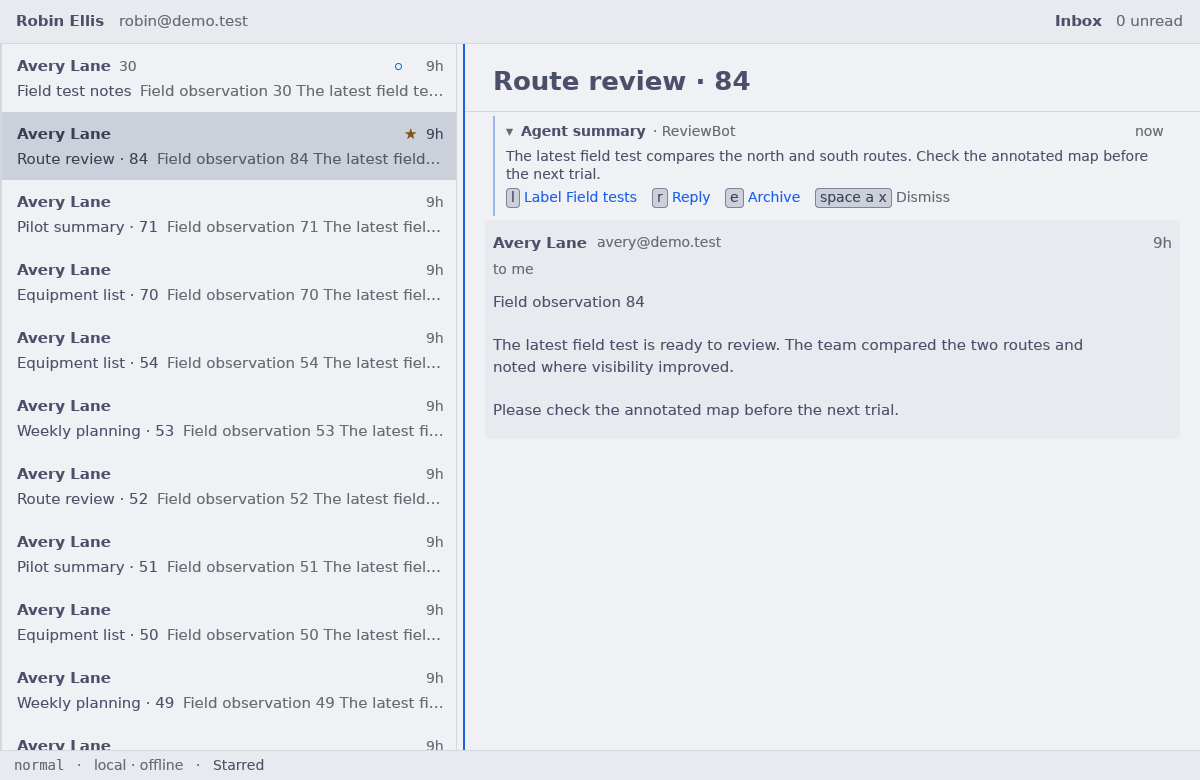 Robin Ellis robin@demo.test Inbox 0 unread
Avery Lane 30 9h
Field test notes Field observation 30 The latest field te…
Avery Lane ★ 9h
Route review · 84 Field observation 84 The latest field…
Avery Lane 9h
Pilot summary · 71 Field observation 71 The latest fiel…
Avery Lane 9h
Equipment list · 70 Field observation 70 The latest fiel…
Avery Lane 9h
Equipment list · 54 Field observation 54 The latest fiel…
Avery Lane 9h
Weekly planning · 53 Field observation 53 The latest fi…
Avery Lane 9h
Route review · 52 Field observation 52 The latest field…
Avery Lane 9h
Pilot summary · 51 Field observation 51 The latest fiel…
Avery Lane 9h
Equipment list · 50 Field observation 50 The latest fiel…
Avery Lane 9h
Weekly planning · 49 Field observation 49 The latest fi…
Avery Lane 9h
Route review · 84
▾ Agent summary · ReviewBot now
The latest field test compares the north and south routes. Check the annotated map before
the next trial.
l Label Field tests r Reply e Archive space a x Dismiss
Avery Lane avery@demo.test 9h
to me
Field observation 84
The latest field test is ready to review. The team compared the two routes and
noted where visibility improved.
Please check the annotated map before the next trial.
normal · local · offline · Starred